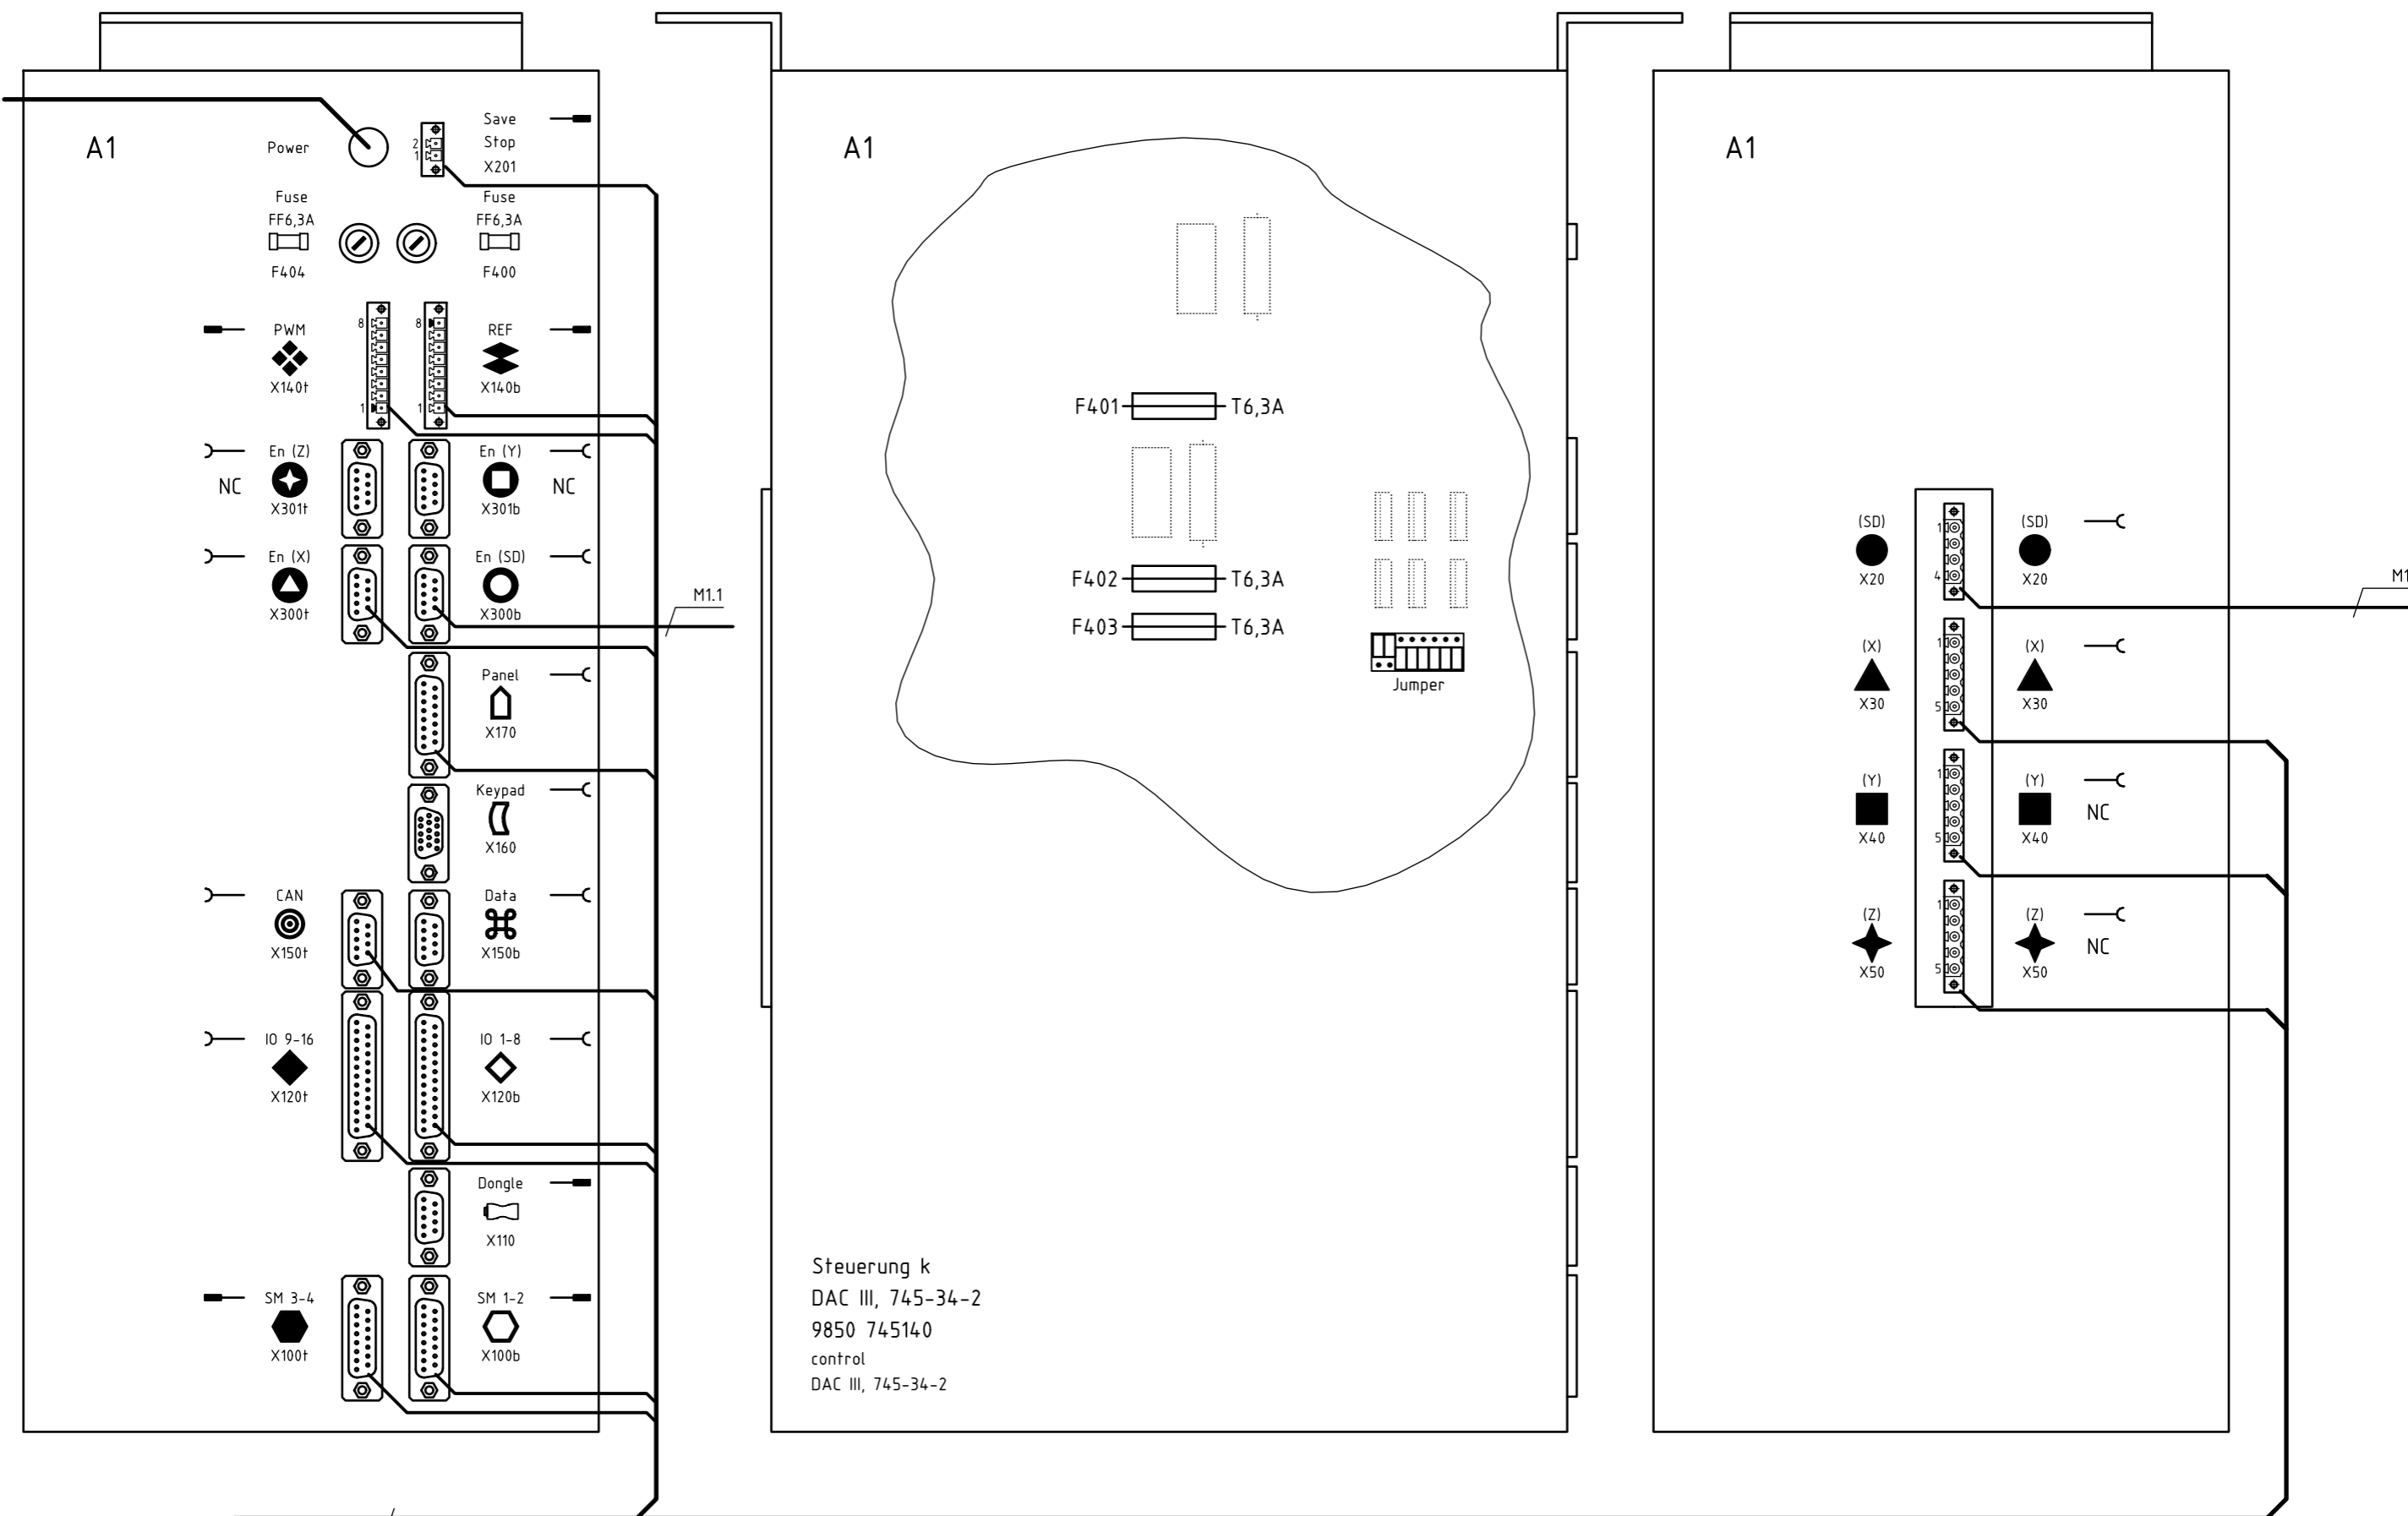 A1
Power
2
1
Save
Stop
X201
Fuse
FF6,3A
F404
Fuse
FF6,3A
F400
PWM
X140t
8
1
8
1
REF
X140b
En (Z)
NC
X301t
En (Y)
NC
X301b
En (X)
X300t
En (SD)
X300b
M1.1
Panel
X170
Keypad
X160
CAN
X150t
Data
X150b
IO 9-16
X120t
IO 1-8
X120b
Dongle
X110
SM 3-4
X100t
SM 1-2
X100b
A1
F401
T6,3A
F402
T6,3A
F403
T6,3A
Jumper
Steuerung k
DAC III, 745-34-2
9850 745140
control
DAC III, 745-34-2
A1
(SD)
X20
1
4
(SD)
X20
M1
(X)
X30
1
5
(X)
X30
(Y)
X40
1
5
(Y)
X40
NC
(Z)
X50
1
5
(Z)
X50
NC